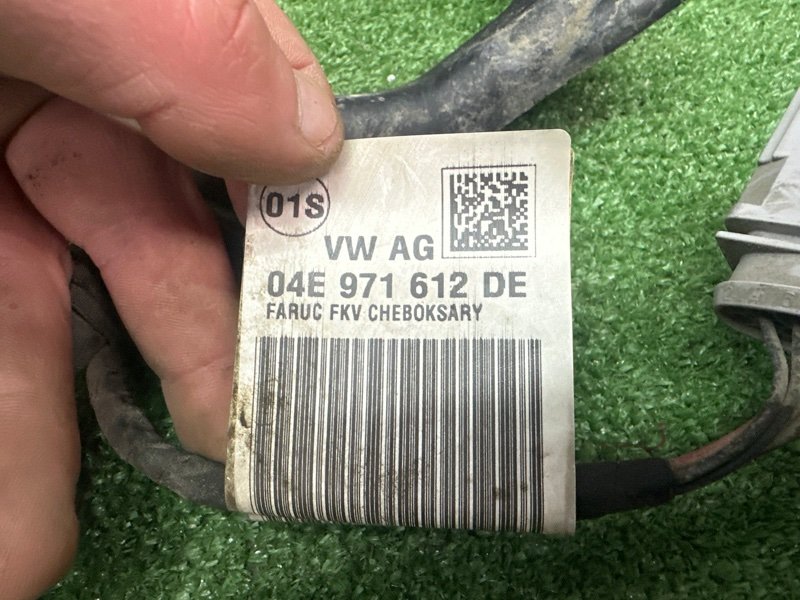 01S
VW AG
04E 971 612 DE
FARUC FKV CHEBOKSARY